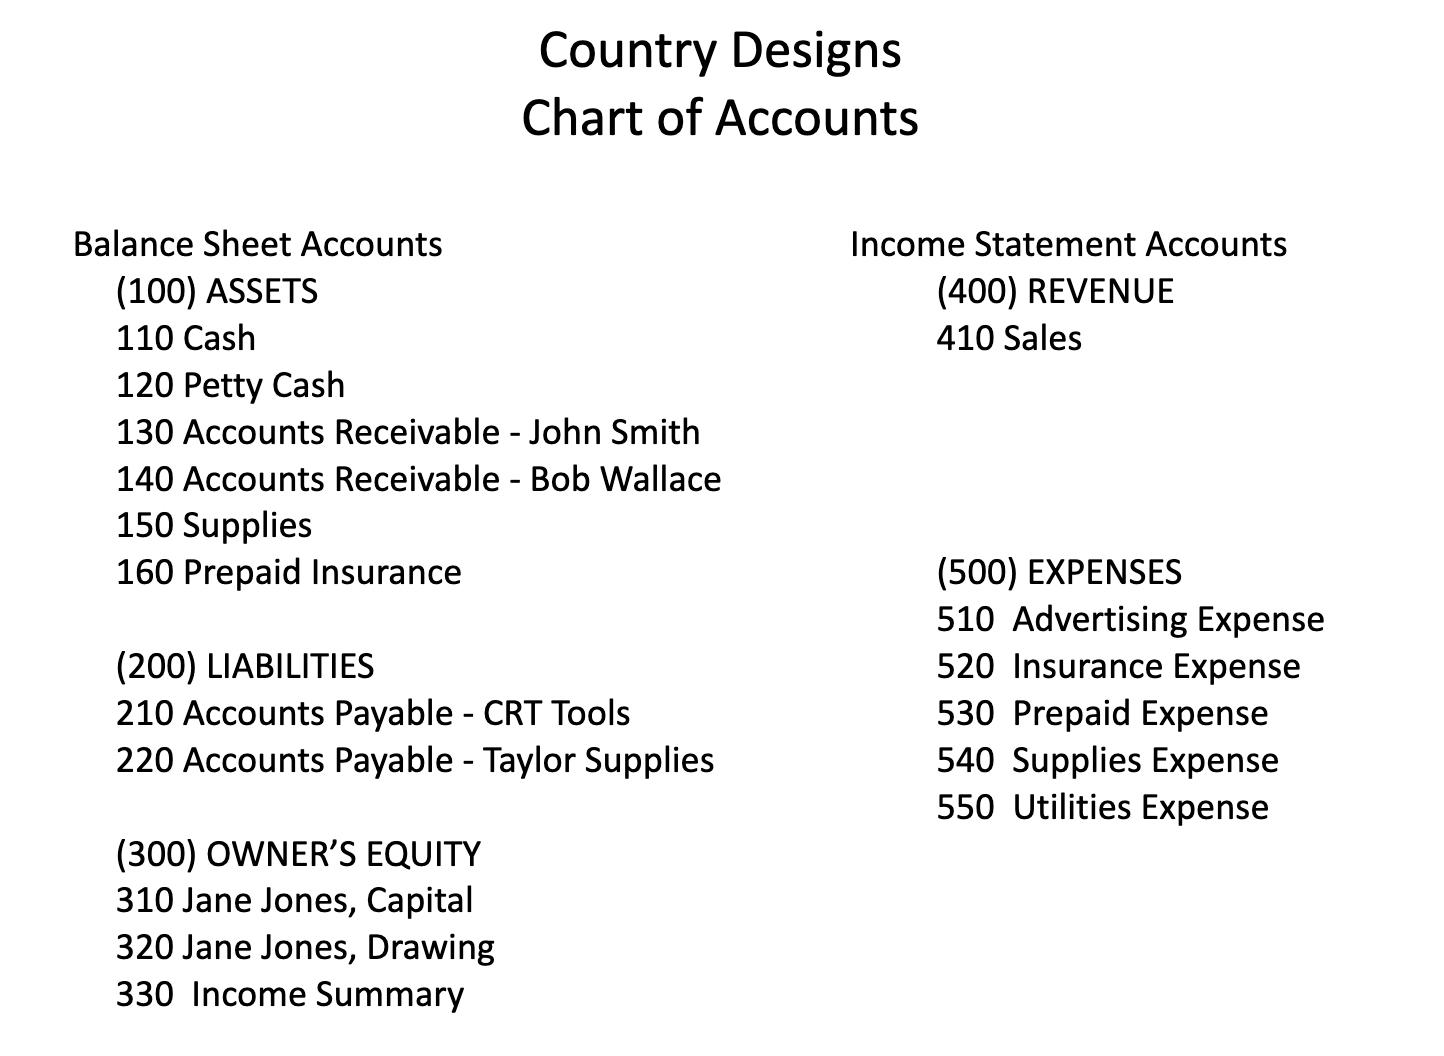 Country Designs
Chart of Accounts
Balance Sheet Accounts
(100) ASSETS
110 Cash
120 Petty Cash
130 Accounts Receivable - John Smith
140 Accounts Receivable - Bob Wallace
150 Supplies
160 Prepaid Insurance
(200) LIABILITIES
210 Accounts Payable - CRT Tools
220 Accounts Payable - Taylor Supplies
(300) OWNER’S EQUITY
310 Jane Jones, Capital
320 Jane Jones, Drawing
330  Income Summary
Income Statement Accounts
(400) REVENUE
410 Sales
(500) EXPENSES
510  Advertising Expense
520  Insurance Expense
530  Prepaid Expense
540  Supplies Expense
550  Utilities Expense